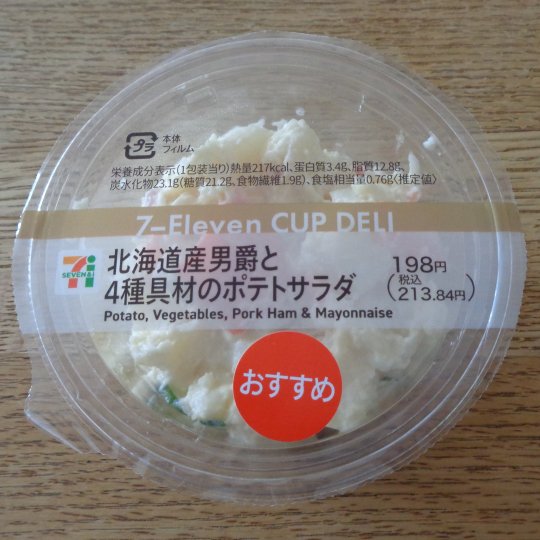 プラ
本体
フィルム
栄養成分表示(1包装当り)熱量217kcal、蛋白質3.4g、脂質12.8g、
炭水化物23.1g(糖質21.2g、食物繊維1.9g)、食塩相当量0.76g(推定値)
7-Eleven CUP DELI
SEVEN & i
北海道産男爵と
4種具材のポテトサラダ
Potato, Vegetables, Pork Ham & Mayonnaise
198円
(税込
213.84円)
おすすめ